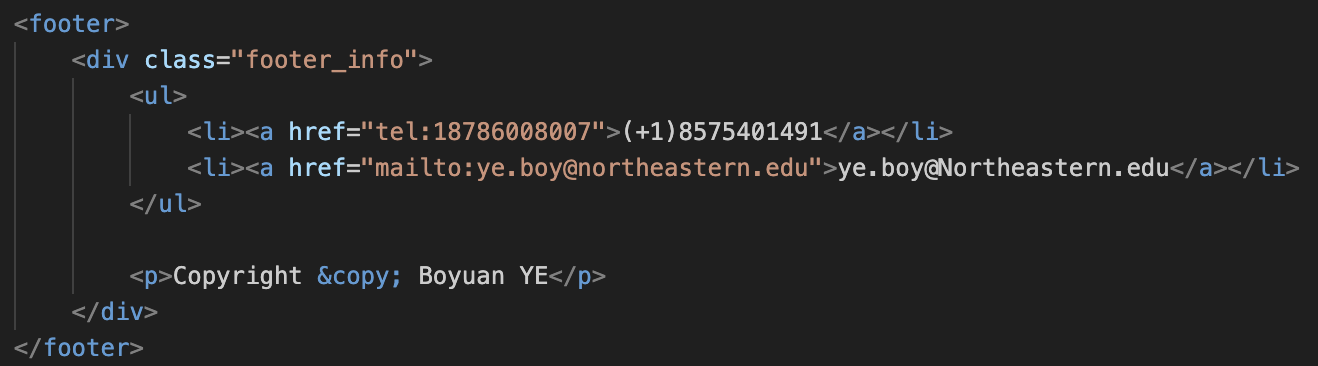 <footer>
    <div class="footer_info">
        <ul>
            <li><a href="tel:18786008007">(+1)8575401491</a></li>
            <li><a href="mailto:ye.boy@northeastern.edu">ye.boy@Northeastern.edu</a></li>
        </ul>

        <p>Copyright &copy; Boyuan YE</p>
    </div>
</footer>